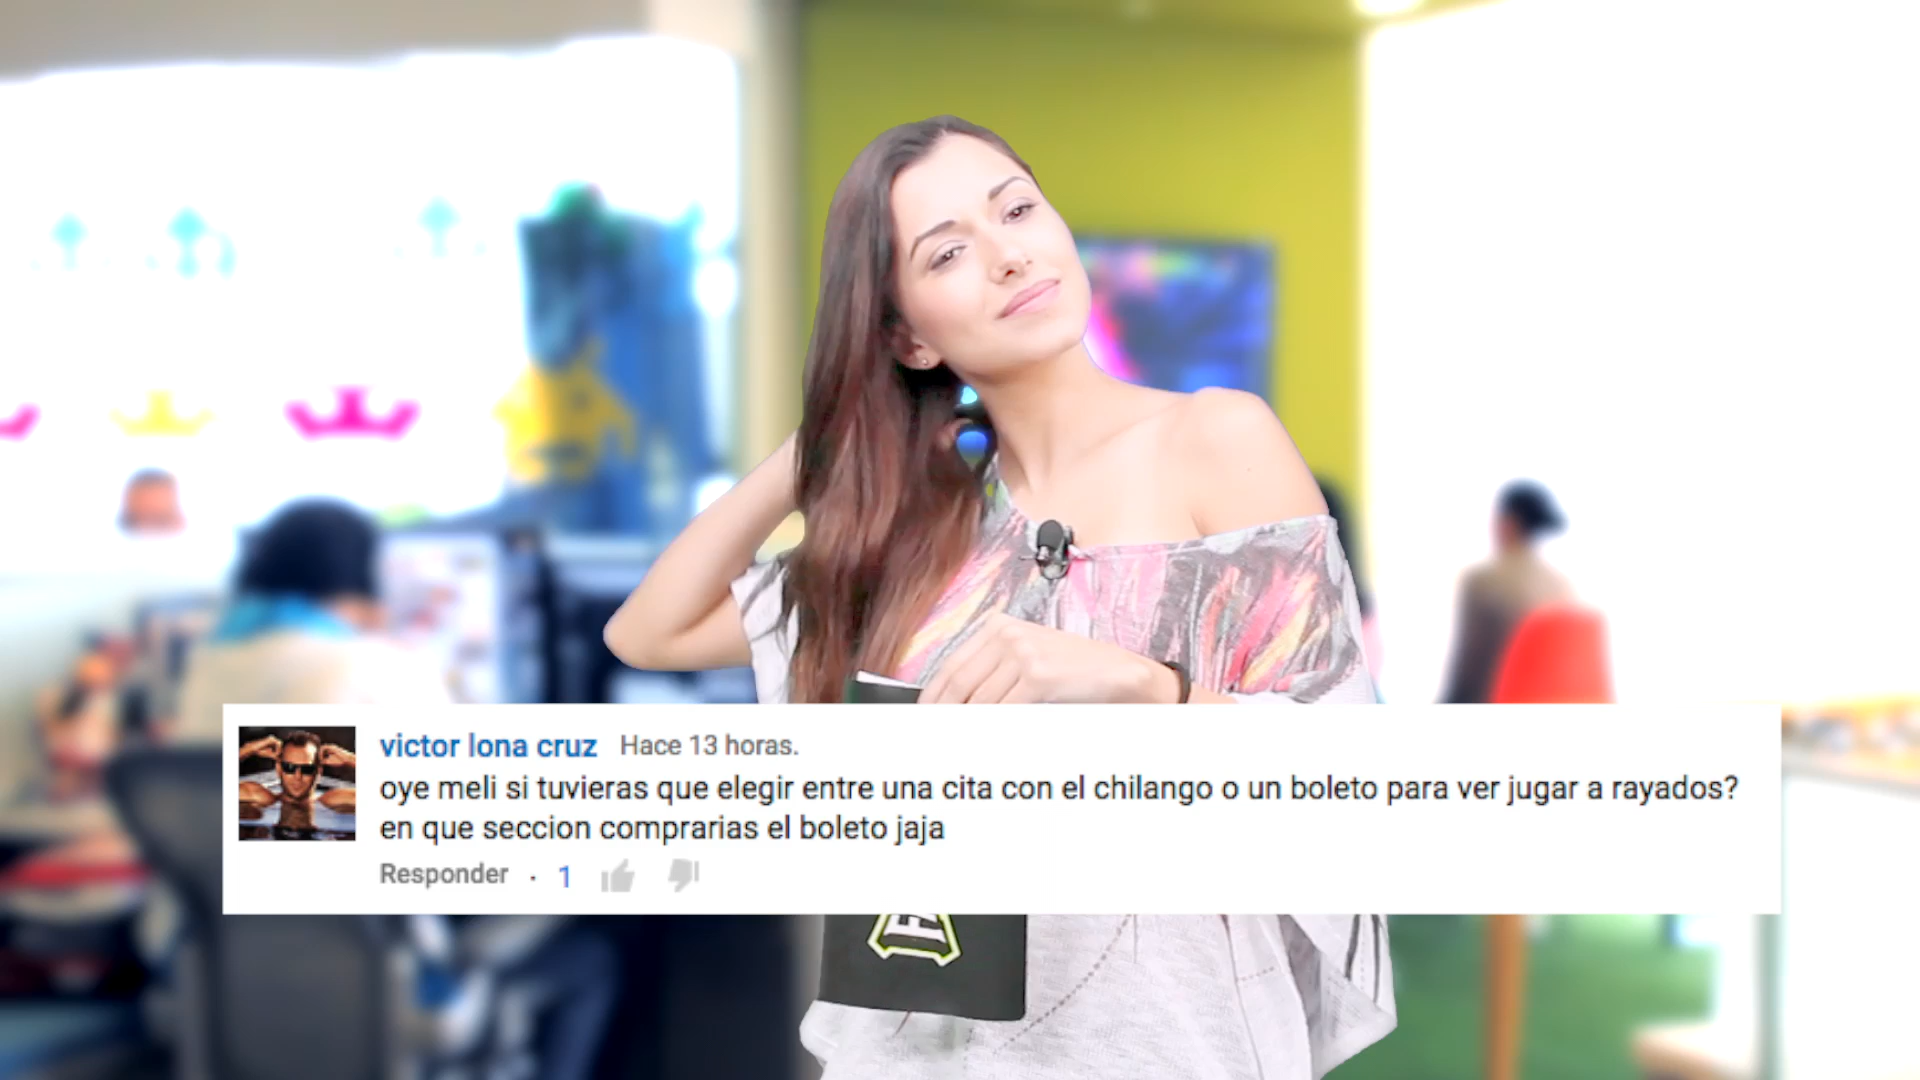 victor lona cruz Hace 13 horas.
oye meli si tuvieras que elegir entre una cita con el chilango o un boleto para ver jugar a rayados?
en que seccion comprarias el boleto jaja
Responder · 1